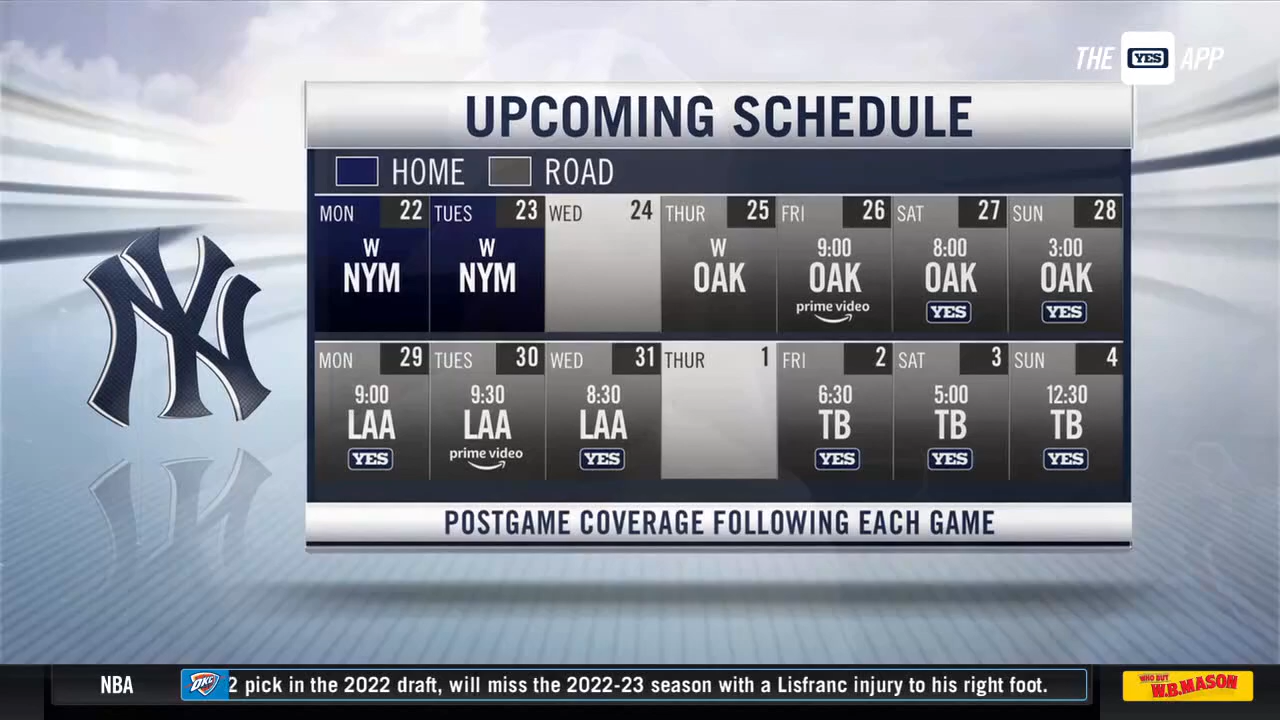 THE YES APP
UPCOMING SCHEDULE
HOME ROAD
MON 22 TUES 23 WED 24 THUR 25 FRI 26 SAT 27 SUN 28
W W W 9:00 8:00 3:00
NYM NYM OAK OAK OAK OAK
prime video YES YES
MON 29 TUES 30 WED 31 THUR 1 FRI 2 SAT 3 SUN 4
9:00 9:30 8:30 6:30 5:00 12:30
LAA LAA LAA TB TB TB
YES prime video YES YES YES YES
POSTGAME COVERAGE FOLLOWING EACH GAME
NBA OKC 2 pick in the 2022 draft, will miss the 2022-23 season with a Lisfranc injury to his right foot.
WHO BUT
W.B. MASON
NY